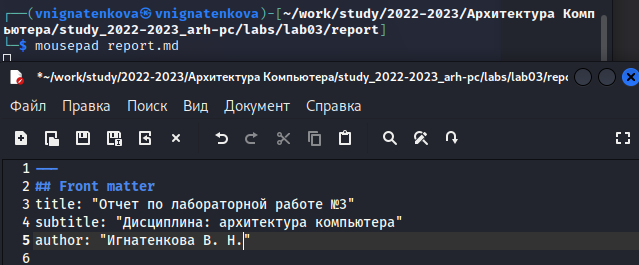 ┌──(vnignatenkova㉿vnignatenkova)-[~/work/study/2022-2023/Архитектура Комп
ьютера/study_2022-2023_arh-pc/labs/lab03/report]
└─$ mousepad report.md
*~/work/study/2022-2023/Архитектура Компьютера/study_2022-2023_arh-pc/labs/lab03/repo
Файл Правка Поиск Вид Документ Справка
1 ---
2 ## Front matter
3 title: "Отчет по лабораторной работе №3"
4 subtitle: "Дисциплина: архитектура компьютера"
5 author: "Игнатенкова В. Н."